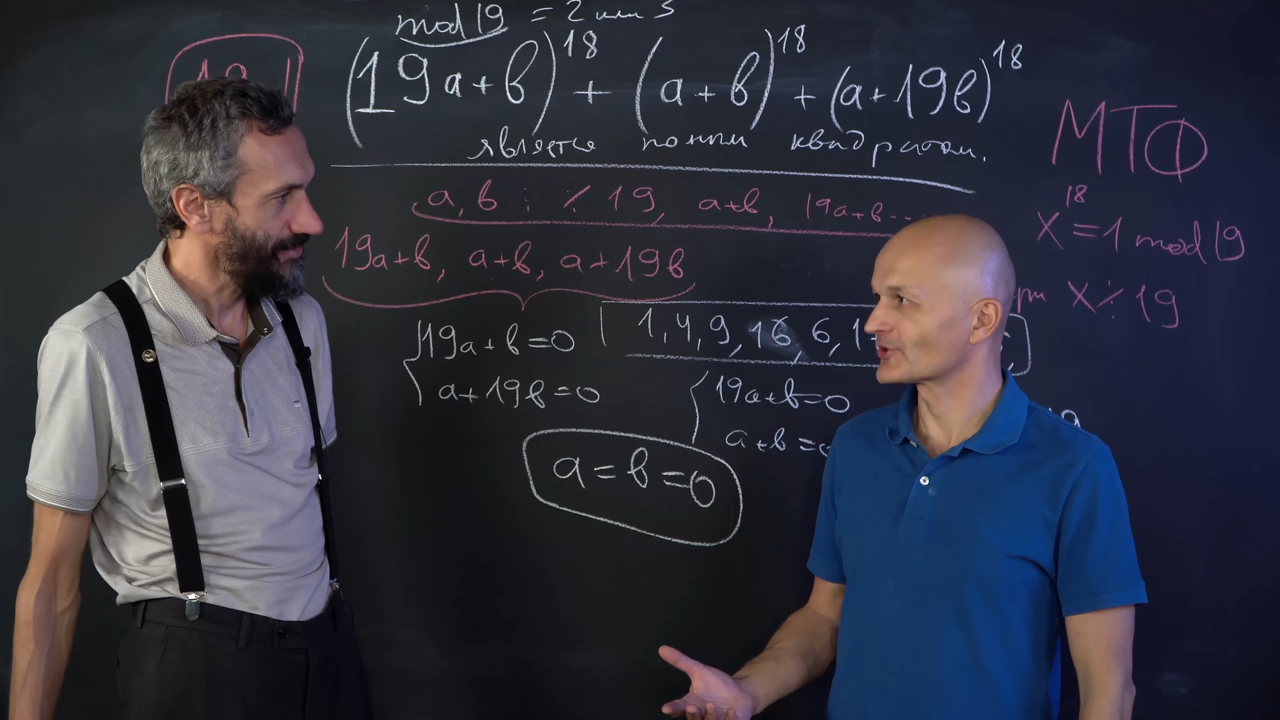 mod 19 = 2 или 3
(19a+b)^18 + (a+b)^18 + (a+19b)^18
является полным квадратом.
МТФ
a, b : ⁒ 19, a+b, 19a+b...
x^18 = 1 mod 19
19a+b, a+b, a+19b
x ⁒ 19
1, 4, 9, 16, 6,
19a+b=0
a+19b=0
19a+b=0
a+b=0
a=b=0